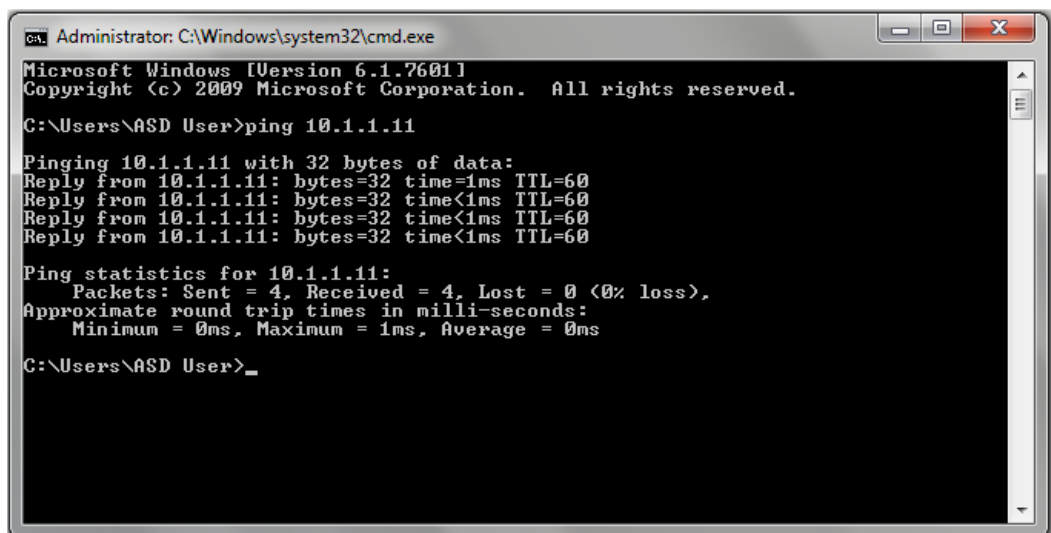 Administrator: C:\Windows\system32\cmd.exe
Microsoft Windows [Version 6.1.7601]
Copyright (c) 2009 Microsoft Corporation.  All rights reserved.
C:\Users\ASD User>ping 10.1.1.11
Pinging 10.1.1.11 with 32 bytes of data:
Reply from 10.1.1.11: bytes=32 time=1ms TTL=60
Reply from 10.1.1.11: bytes=32 time<1ms TTL=60
Reply from 10.1.1.11: bytes=32 time<1ms TTL=60
Reply from 10.1.1.11: bytes=32 time<1ms TTL=60
Ping statistics for 10.1.1.11:
    Packets: Sent = 4, Received = 4, Lost = 0 (0% loss),
Approximate round trip times in milli-seconds:
    Minimum = 0ms, Maximum = 1ms, Average = 0ms
C:\Users\ASD User>_